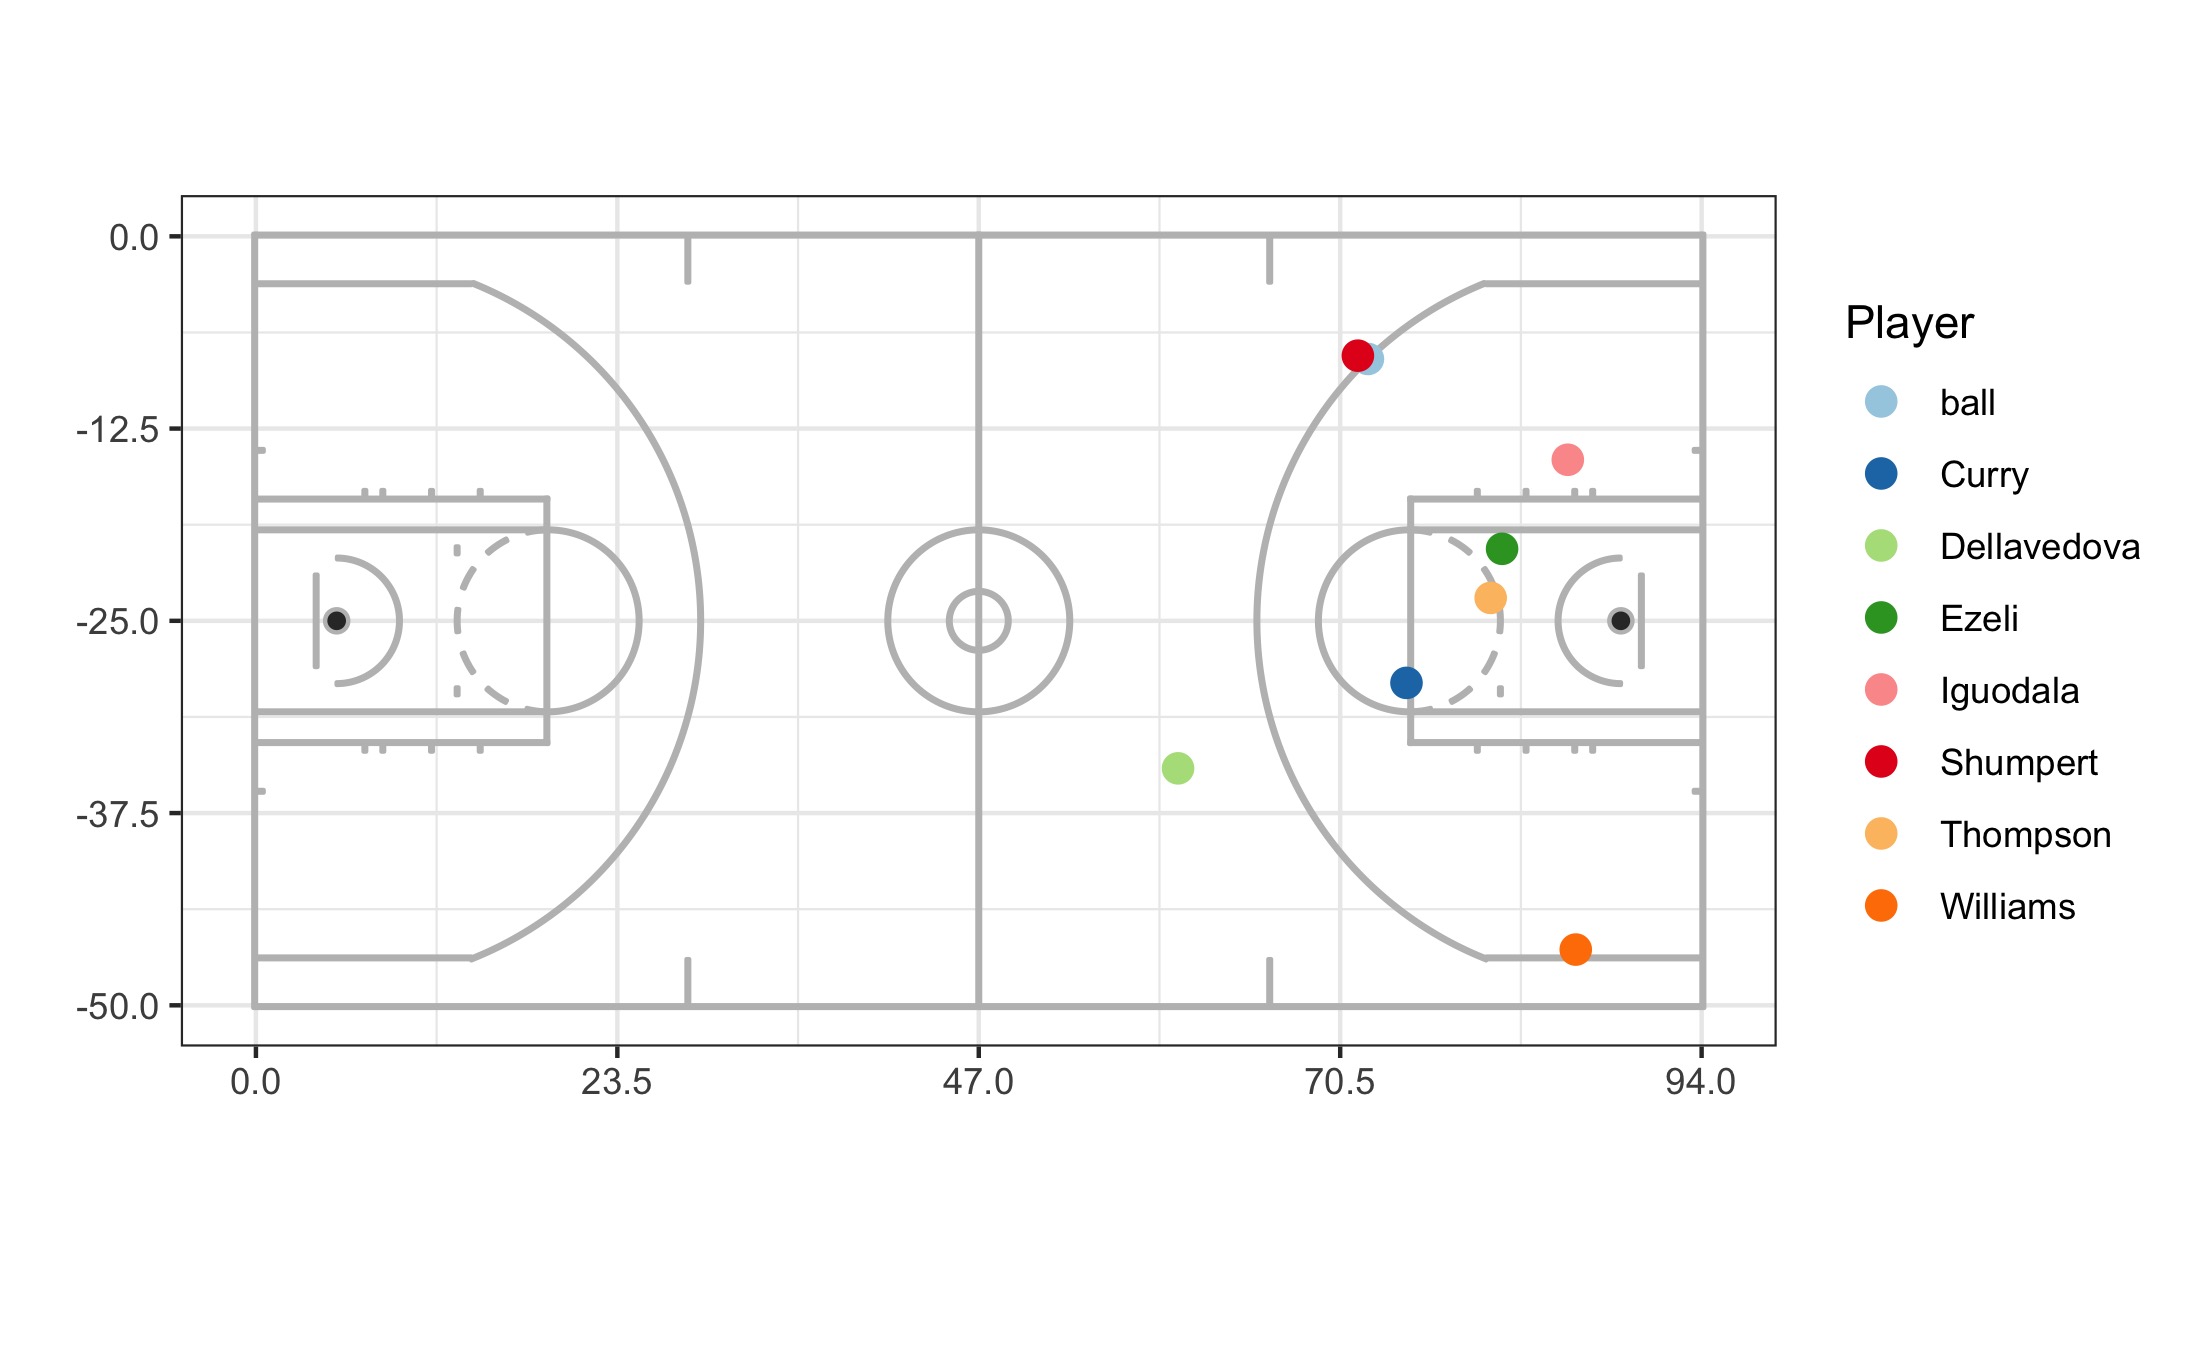 0.0
-12.5
-25.0
-37.5
-50.0
0.0
23.5
47.0
70.5
94.0
Player
ball
Curry
Dellavedova
Ezeli
Iguodala
Shumpert
Thompson
Williams